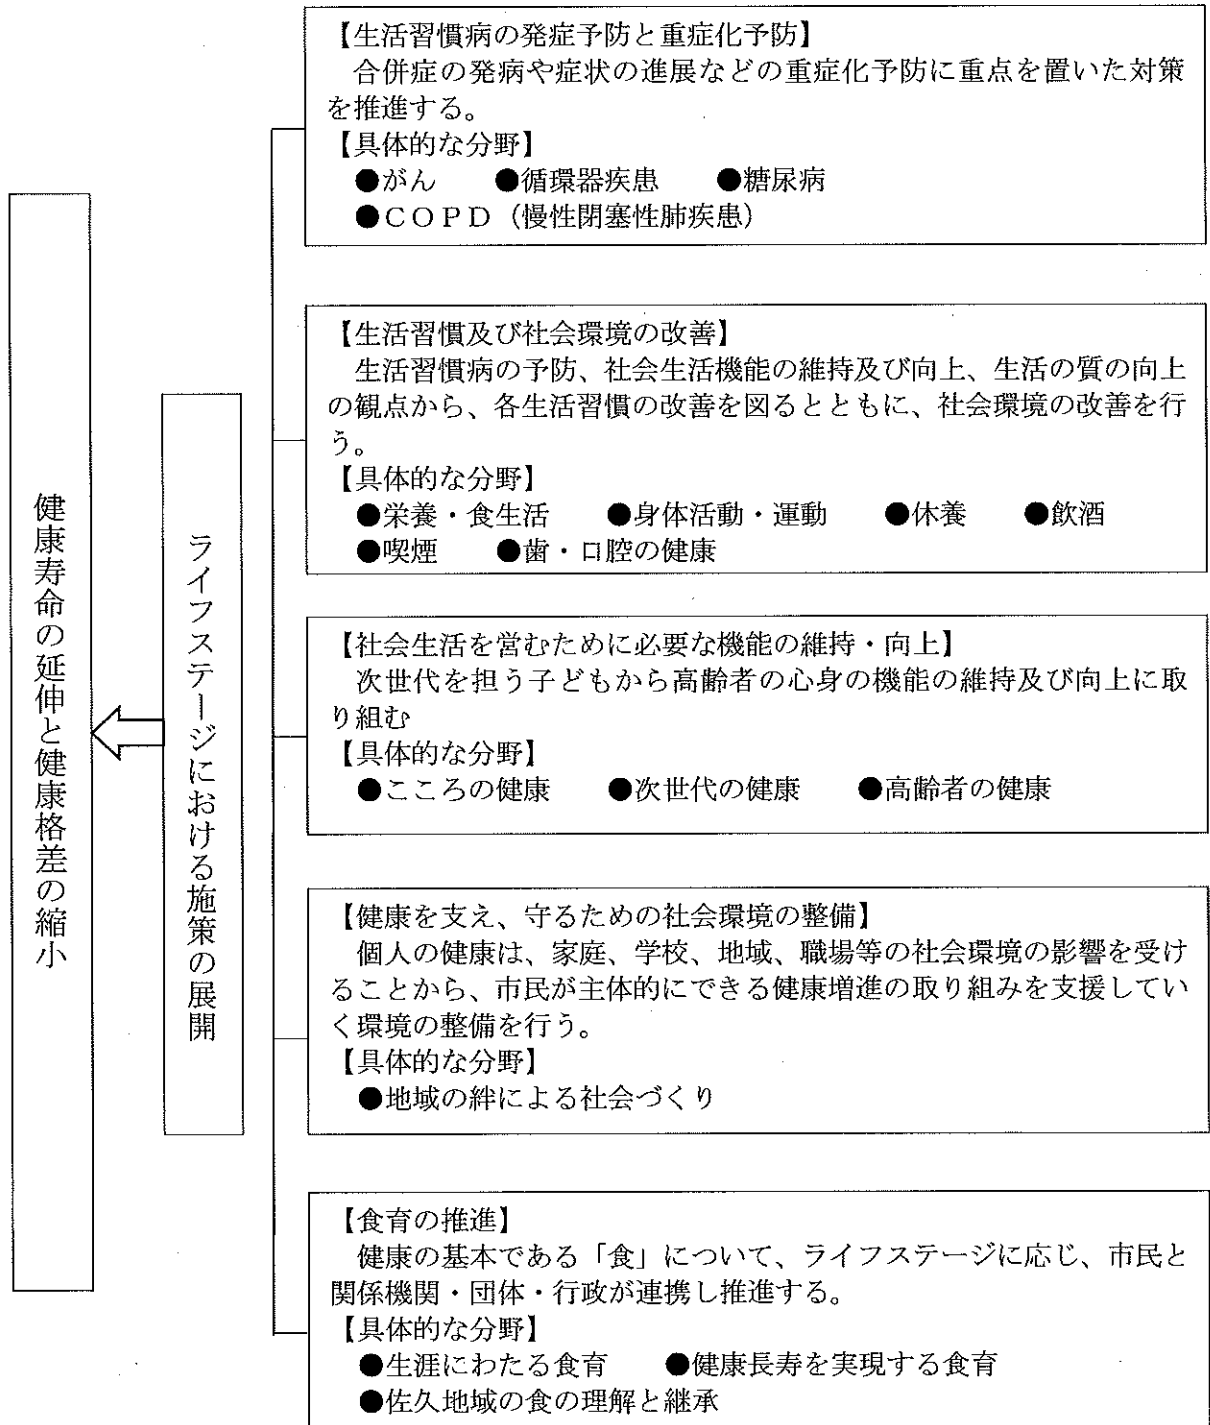 健康寿命の延伸と健康格差の縮小
ライフステージにおける施策の展開
【生活習慣病の発症予防と重症化予防】
合併症の発病や症状の進展などの重症化予防に重点を置いた対策
を推進する。
【具体的な分野】
●がん ●循環器疾患 ●糖尿病
●ＣＯＰＤ（慢性閉塞性肺疾患）
【生活習慣及び社会環境の改善】
生活習慣病の予防、社会生活機能の維持及び向上、生活の質の向上
の観点から、各生活習慣の改善を図るとともに、社会環境の改善を行
う。
【具体的な分野】
●栄養・食生活 ●身体活動・運動 ●休養 ●飲酒
●喫煙 ●歯・口腔の健康
【社会生活を営むために必要な機能の維持・向上】
次世代を担う子どもから高齢者の心身の機能の維持及び向上に取
り組む
【具体的な分野】
●こころの健康 ●次世代の健康 ●高齢者の健康
【健康を支え、守るための社会環境の整備】
個人の健康は、家庭、学校、地域、職場等の社会環境の影響を受け
ることから、市民が主体的にできる健康増進の取り組みを支援してい
く環境の整備を行う。
【具体的な分野】
●地域の絆による社会づくり
【食育の推進】
健康の基本である「食」について、ライフステージに応じ、市民と
関係機関・団体・行政が連携し推進する。
【具体的な分野】
●生涯にわたる食育 ●健康長寿を実現する食育
●佐久地域の食の理解と継承